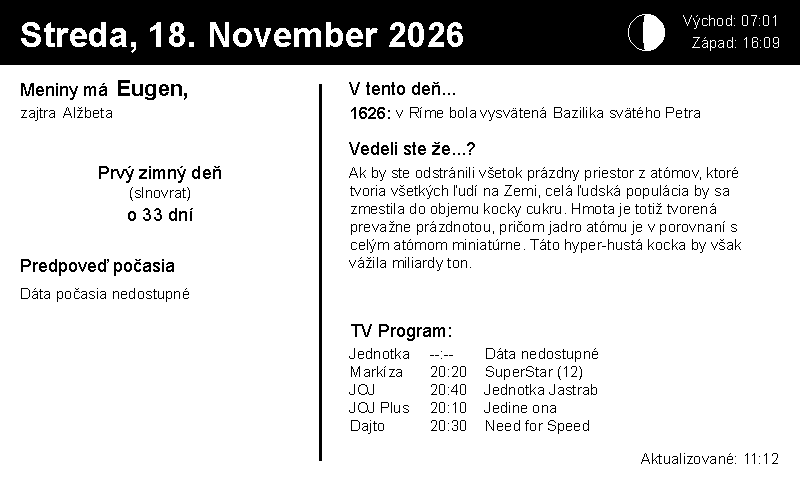 Streda, 18. November 2026
Východ: 07:01
Západ: 16:09
Meniny má Eugen,
zajtra Alžbeta
Prvý zimný deň
(slnovrat)
o 33 dní
Predpoveď počasia
Dáta počasia nedostupné
V tento deň...
1626: v Ríme bola vysvätená Bazilika svätého Petra
Vedeli ste že...?
Ak by ste odstránili všetok prázdny priestor z atómov, ktoré
tvoria všetkých ľudí na Zemi, celá ľudská populácia by sa
zmestila do objemu kocky cukru. Hmota je totiž tvorená
prevažne prázdnotou, pričom jadro atómu je v porovnaní s
celým atómom miniatúrne. Táto hyper-hustá kocka by však
vážila miliardy ton.
TV Program:
Jednotka --:-- Dáta nedostupné
Markíza 20:20 SuperStar (12)
JOJ 20:40 Jednotka Jastrab
JOJ Plus 20:10 Jedine ona
Dajto 20:30 Need for Speed
Aktualizované: 11:12